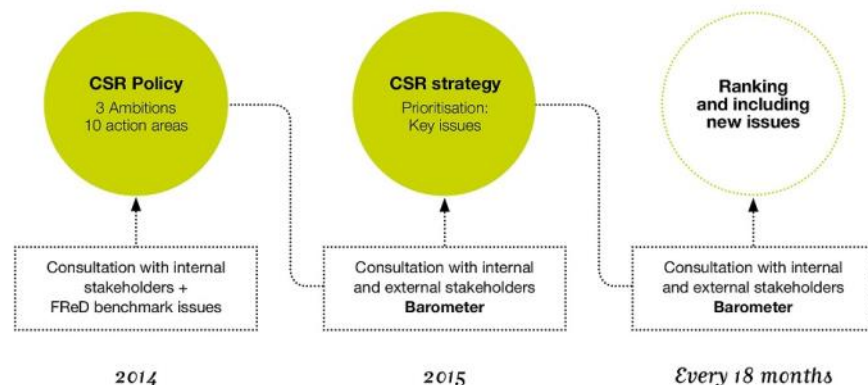 CSR Policy
3 Ambitions
10 action areas
CSR strategy
Prioritisation:
Key issues
Ranking
and including
new issues
Consultation with internal
stakeholders +
FReD benchmark issues
Consultation with internal
and external stakeholders
Barometer
Consultation with internal
and external stakeholders
Barometer
2014
2015
Every 18 months